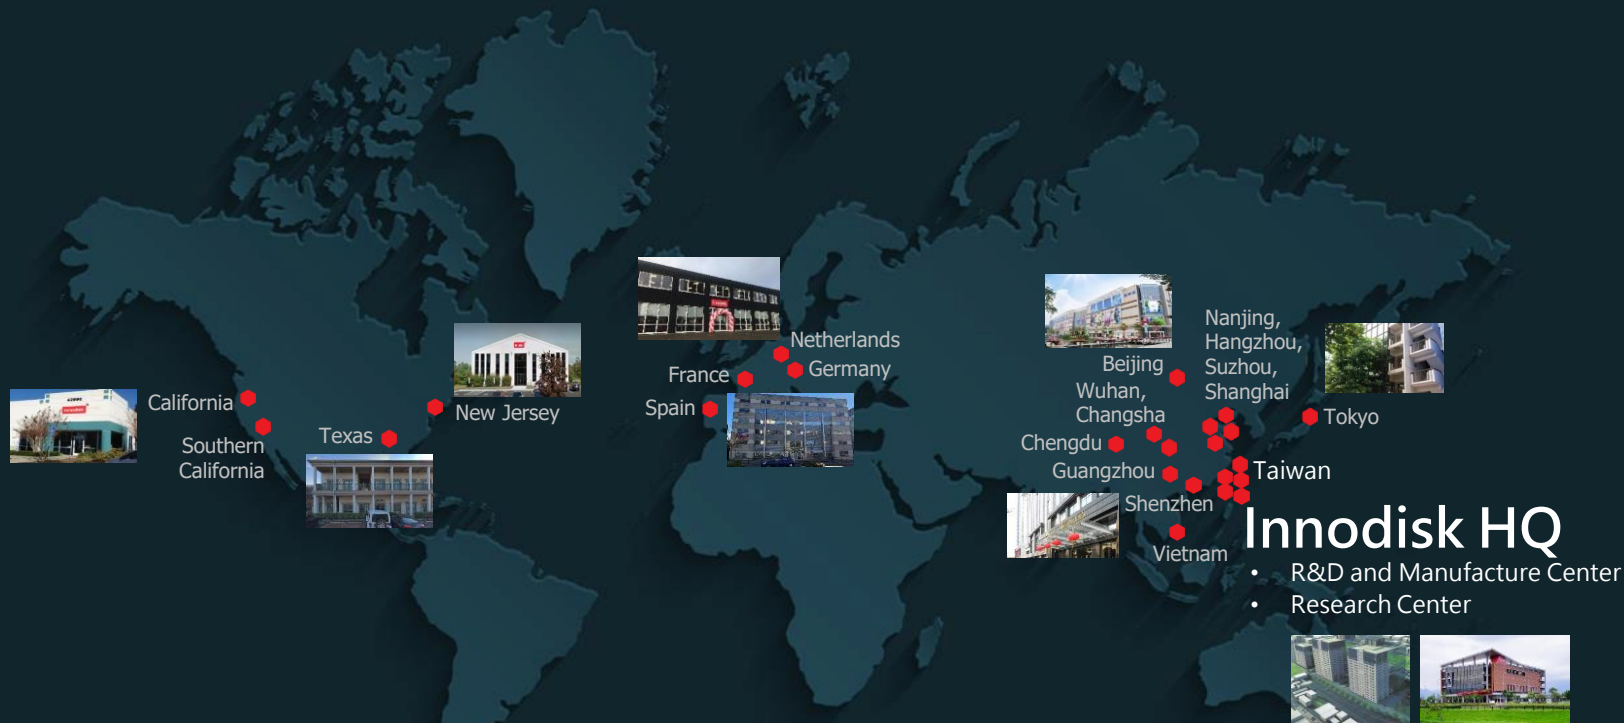 California
Southern
California
Texas
New Jersey
Netherlands
Germany
France
Spain
Beijing
Wuhan,
Changsha
Chengdu
Guangzhou
Shenzhen
Vietnam
Nanjing,
Hangzhou,
Suzhou,
Shanghai
Tokyo
Taiwan
Innodisk HQ
• R&D and Manufacture Center
• Research Center